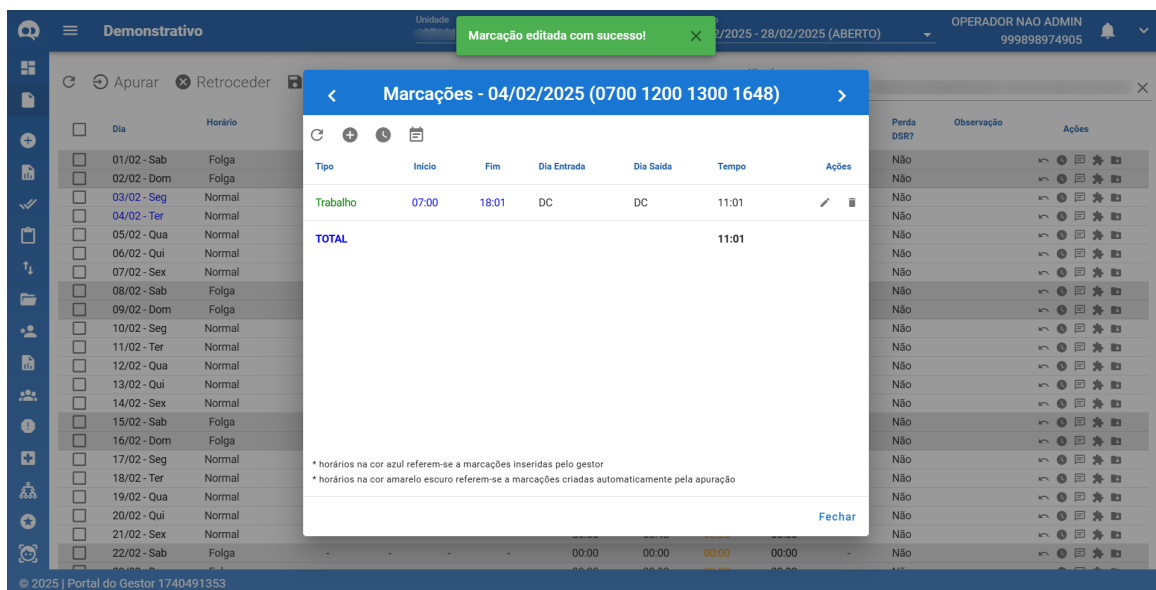 Unidade
Demonstrativo
Marcação editada com sucesso!
2/2025 - 28/02/2025 (ABERTO)
OPERADOR NAO ADMIN
999898974905
Apurar
Retroceder
Marcações - 04/02/2025 (0700 1200 1300 1648)
Dia Horário Perda DSR? Observação Ações
Tipo Início Fim Dia Entrada Dia Saída Tempo Ações
Trabalho 07:00 18:01 DC DC 11:01
TOTAL 11:01
* horários na cor azul referem-se a marcações inseridas pelo gestor
* horários na cor amarelo escuro referem-se a marcações criadas automaticamente pela apuração
Fechar
01/02 - Sab Folga Não
02/02 - Dom Folga Não
03/02 - Seg Normal Não
04/02 - Ter Normal Não
05/02 - Qua Normal Não
06/02 - Qui Normal Não
07/02 - Sex Normal Não
08/02 - Sab Folga Não
09/02 - Dom Folga Não
10/02 - Seg Normal Não
11/02 - Ter Normal Não
12/02 - Qua Normal Não
13/02 - Qui Normal Não
14/02 - Sex Normal Não
15/02 - Sab Folga Não
16/02 - Dom Folga Não
17/02 - Seg Normal Não
18/02 - Ter Normal Não
19/02 - Qua Normal Não
20/02 - Qui Normal Não
21/02 - Sex Normal Não
22/02 - Sab Folga - - - - 00:00 00:00 00:00 00:00 - Não
© 2025 | Portal do Gestor 1740491353